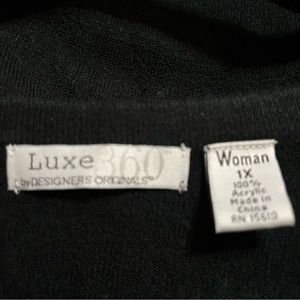 Luxe 360
by DESIGNERS ORIGINALS®
Woman
1X
100%
Acrylic
Made in
China
RN 15610